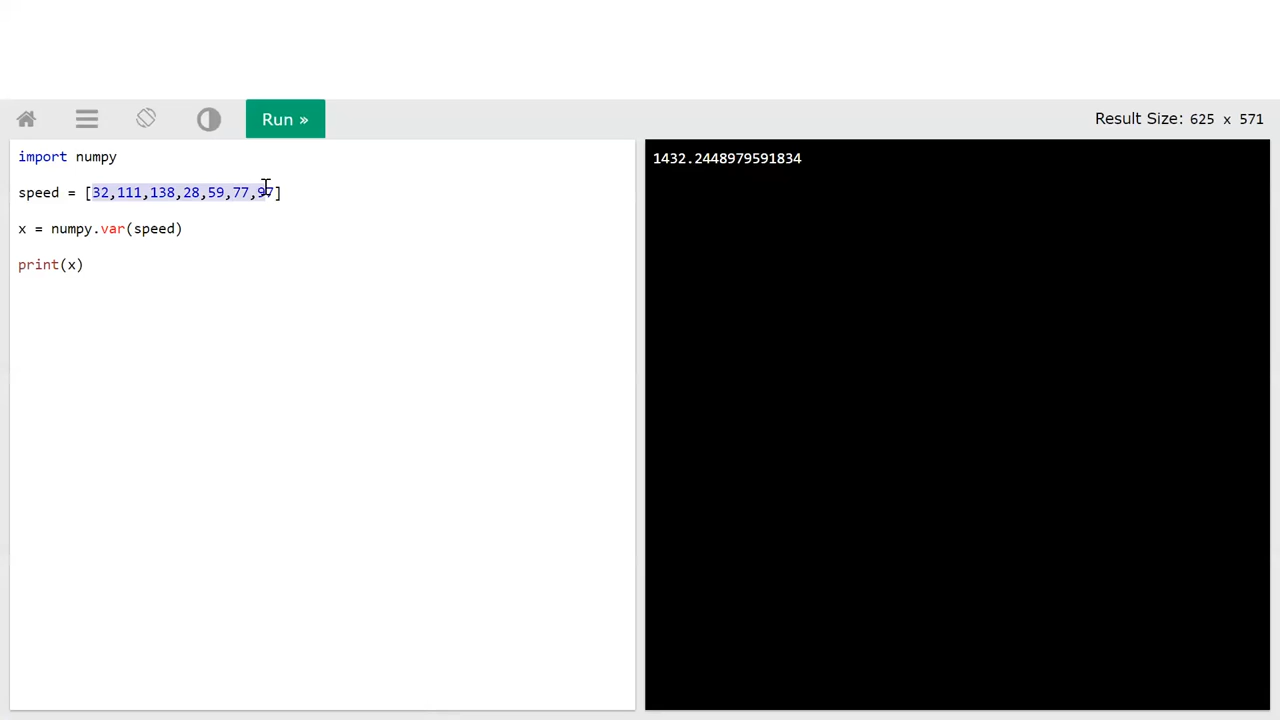 Run »
Result Size: 625 x 571
import numpy
speed = [32,111,138,28,59,77,97]
x = numpy.var(speed)
print(x)
1432.2448979591834